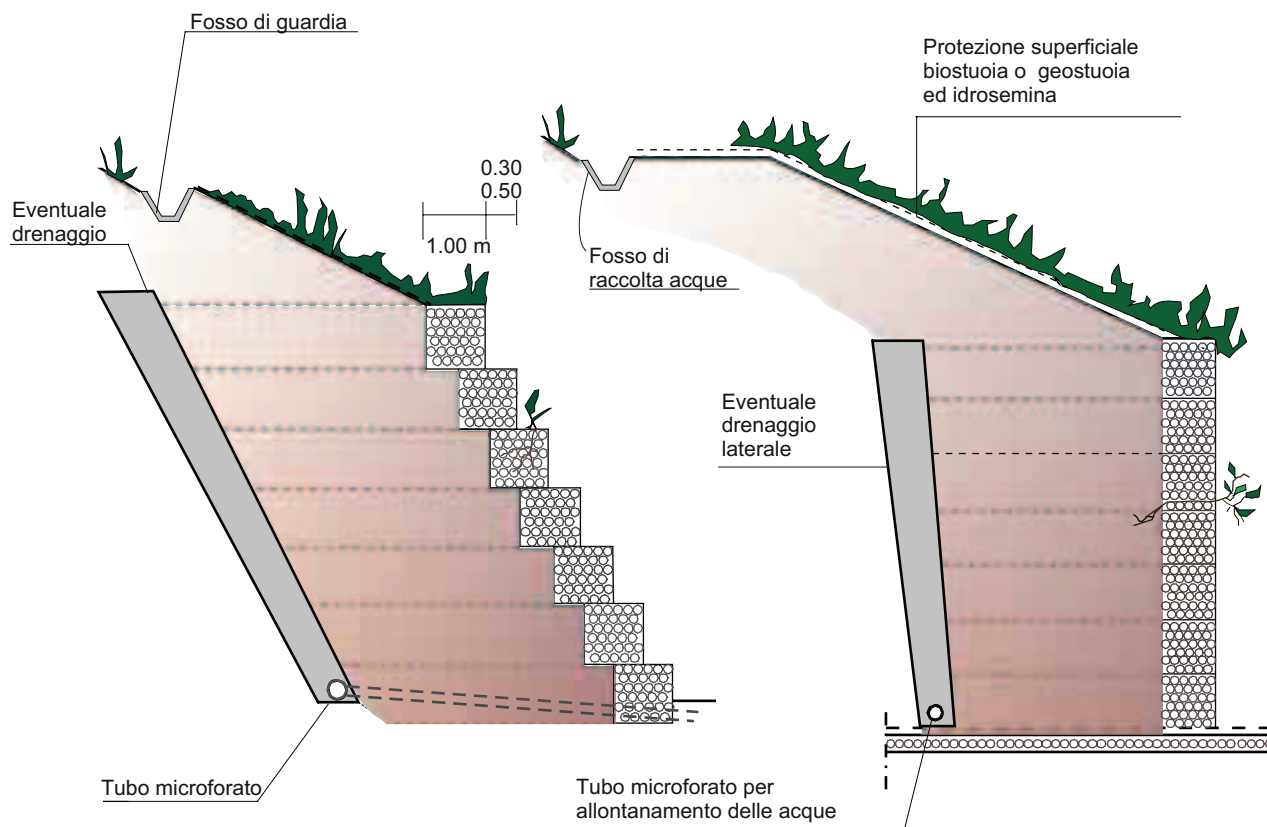 Fosso di guardia
Protezione superficiale
biostuoia o geostuoia
ed idrosemina
0.30
0.50
1.00 m
Eventuale
drenaggio
Fosso di
raccolta acque
Eventuale
drenaggio
laterale
Tubo microforato
Tubo microforato per
allontanamento delle acque